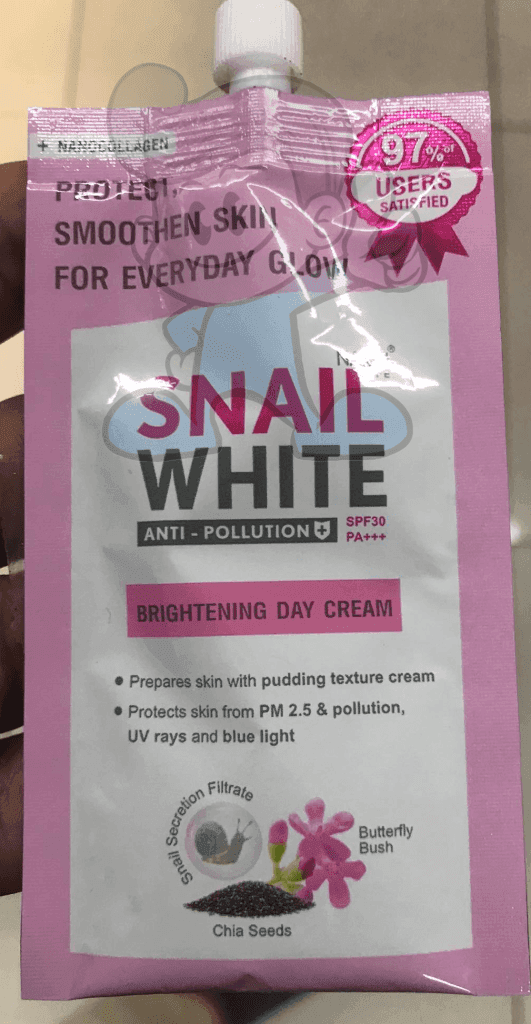 + NANOCOLLAGEN
97% of
USERS
SATISFIED
PROTECT,
SMOOTHEN SKIN
FOR EVERYDAY GLOW
SNAIL
WHITE
ANTI - POLLUTION
SPF30
PA+++
BRIGHTENING DAY CREAM
• Prepares skin with pudding texture cream
• Protects skin from PM 2.5 & pollution,
UV rays and blue light
Snail Secretion Filtrate
Butterfly
Bush
Chia Seeds